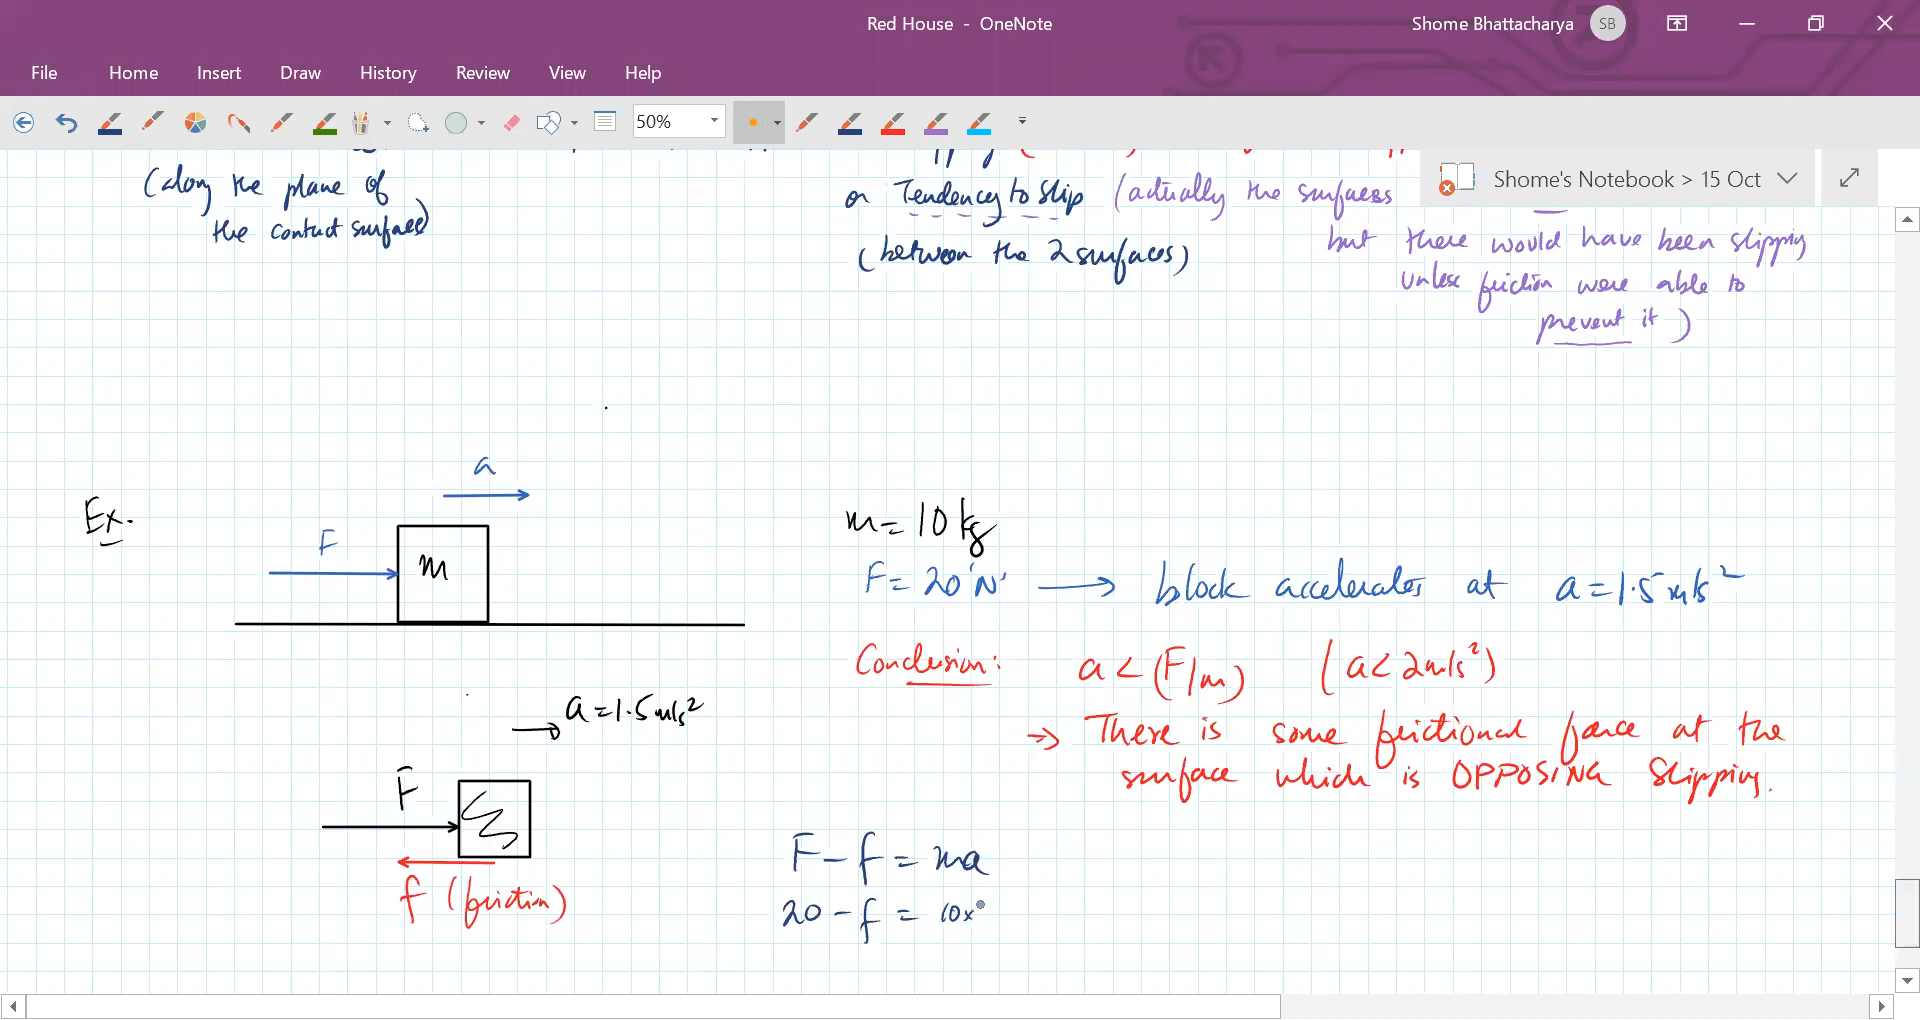 Red House - OneNote
Shome Bhattacharya SB
File Home Insert Draw History Review View Help
50%
Shome's Notebook > 15 Oct
(along the plane of
the contact surface)
or Tendency to slip (actually the surfaces
(between the 2 surfaces)
but there would have been slipping
unless friction were able to
prevent it)
Ex.
a
F
m
m = 10 kg
F = 20 'N' → block accelerates at a = 1.5 m/s²
Conclusion: a < (F/m) (a < 2 m/s²)
⇒ There is some frictional force at the
surface which is OPPOSING slipping.
→ a = 1.5 m/s²
F
f (friction)
F - f = ma
20 - f = 10×